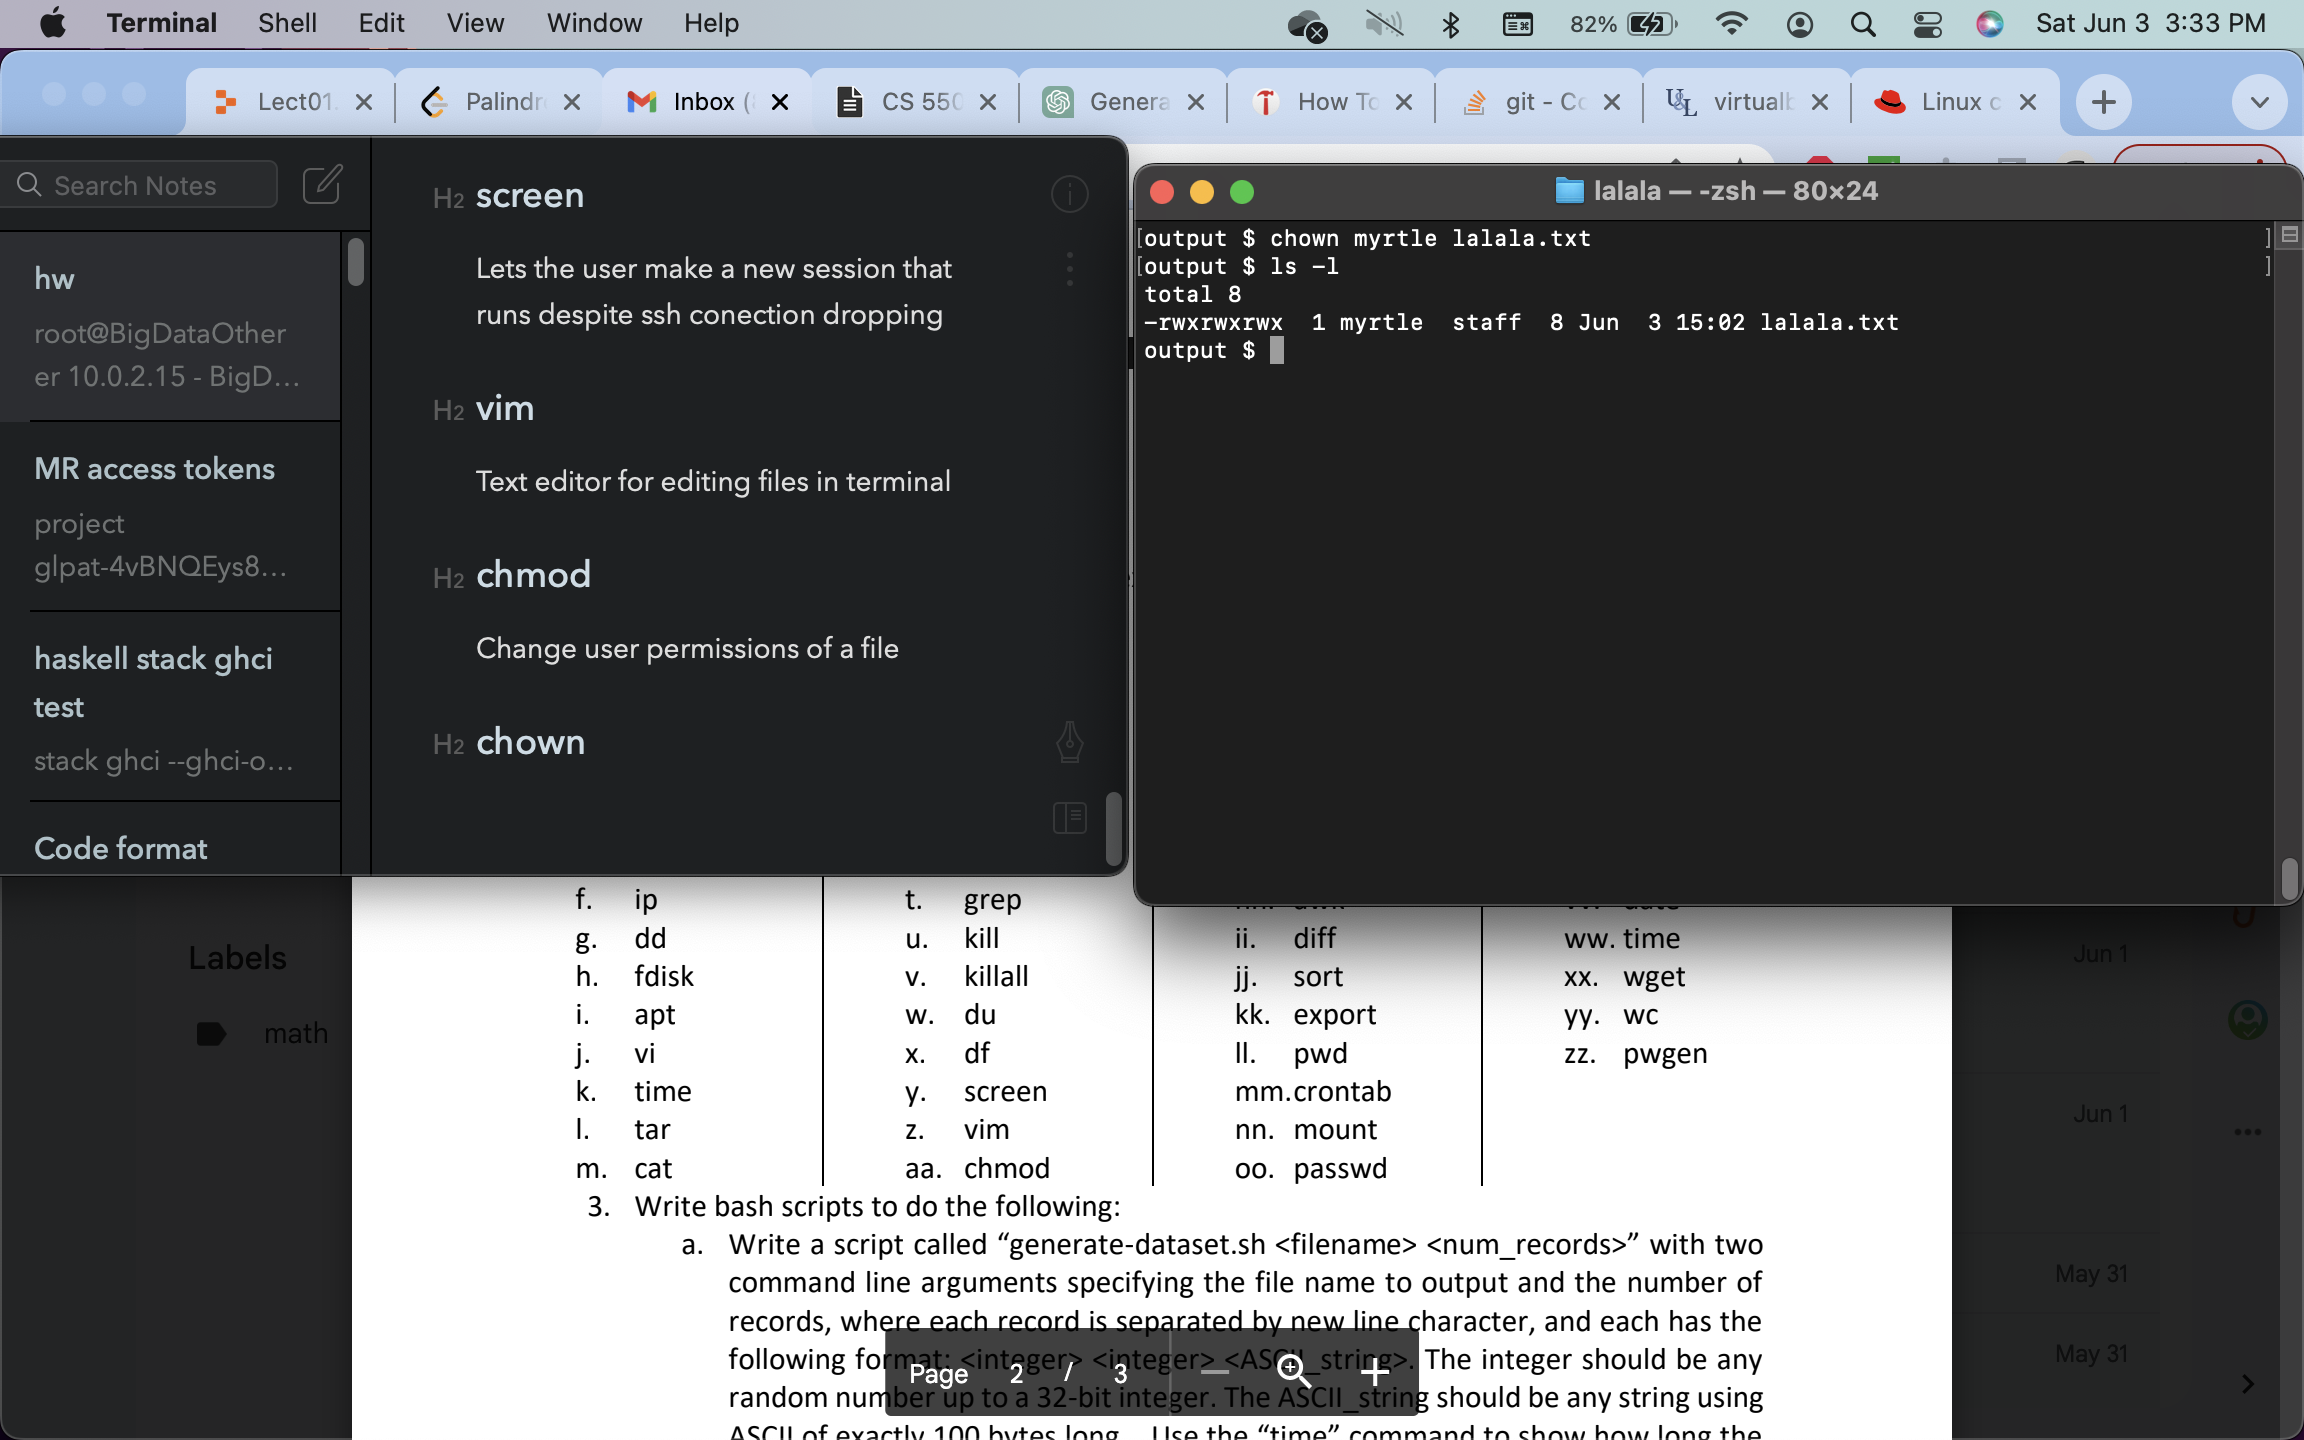 Terminal Shell Edit View Window Help 82% Sat Jun 3 3:33 PM
Lect01. Palindr Inbox ( CS 550 Genera How To git - Co virtualb Linux c
Search Notes
hw
root@BigDataOther
er 10.0.2.15 - BigD...
MR access tokens
project
glpat-4vBNQEys8...
haskell stack ghci
test
stack ghci --ghci-o...
Code format
H2 screen
Lets the user make a new session that
runs despite ssh conection dropping
H2 vim
Text editor for editing files in terminal
H2 chmod
Change user permissions of a file
H2 chown
lalala — -zsh — 80×24
[output $ chown myrtle lalala.txt ]
[output $ ls -l ]
total 8
-rwxrwxrwx 1 myrtle staff 8 Jun 3 15:02 lalala.txt
output $
Labels
math
f. ip
g. dd
h. fdisk
i. apt
j. vi
k. time
l. tar
m. cat
t. grep
u. kill
v. killall
w. du
x. df
y. screen
z. vim
aa. chmod
ii. diff
jj. sort
kk. export
ll. pwd
mm. crontab
nn. mount
oo. passwd
ww. time
xx. wget
yy. wc
zz. pwgen
3. Write bash scripts to do the following:
a. Write a script called “generate-dataset.sh <filename> <num_records>” with two
command line arguments specifying the file name to output and the number of
records, where each record is separated by new line character, and each has the
following format: <integer> <integer> <ASCII_string>. The integer should be any
random number up to a 32-bit integer. The ASCII_string should be any string using
ASCII of exactly 100 bytes long. Use the “time” command to show how long the
Page 2 / 3
Jun 1
Jun 1
May 31
May 31